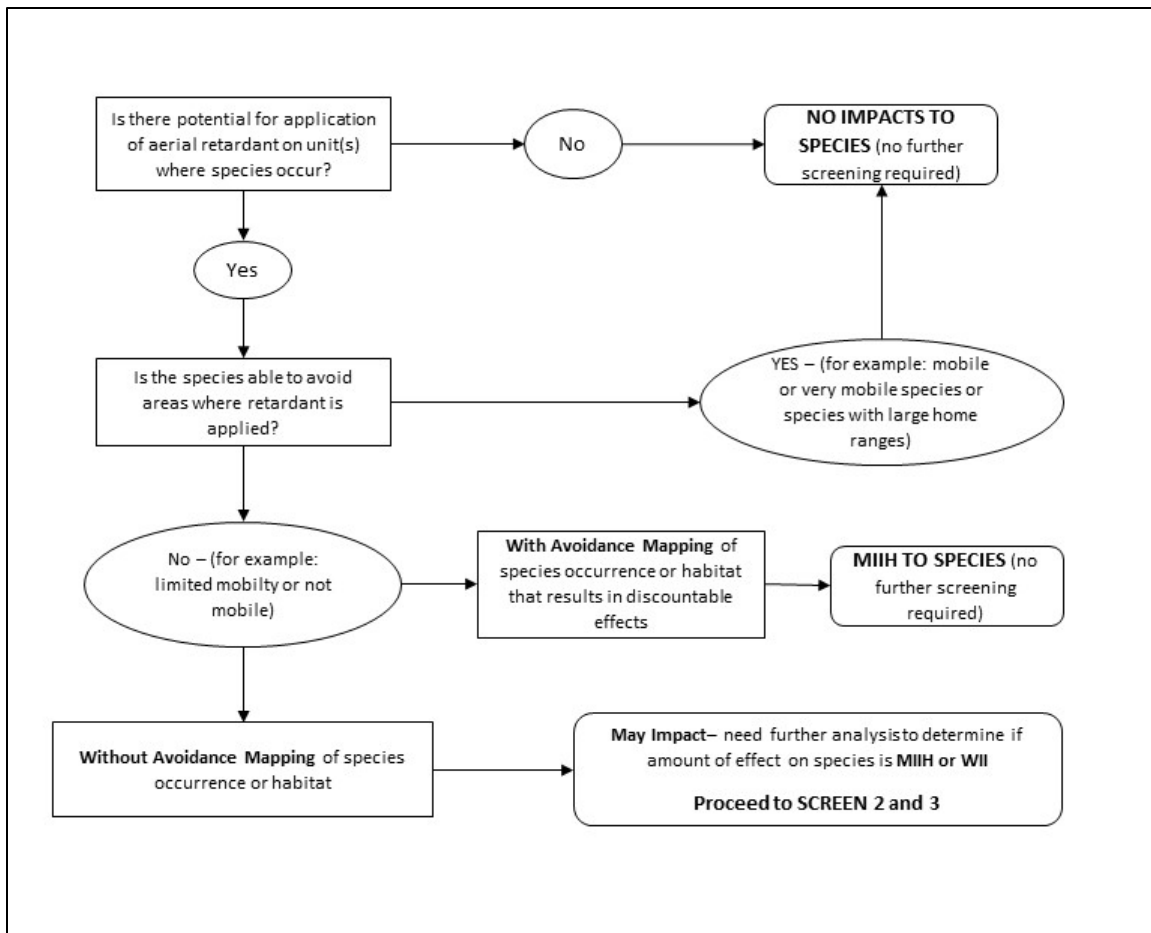 Is there potential for application
of aerial retardant on unit(s)
where species occur?
No
NO IMPACTS TO
SPECIES (no further
screening required)
Yes
Is the species able to avoid
areas where retardant is
applied?
YES – (for example: mobile
or very mobile species or
species with large home
ranges)
No – (for example:
limited mobilty or not
mobile)
With Avoidance Mapping of
species occurrence or habitat
that results in discountable
effects
MIIH TO SPECIES (no
further screening
required)
Without Avoidance Mapping of species
occurrence or habitat
May Impact– need further analysis to determine if
amount of effect on species is MIIH or WII
Proceed to SCREEN 2 and 3